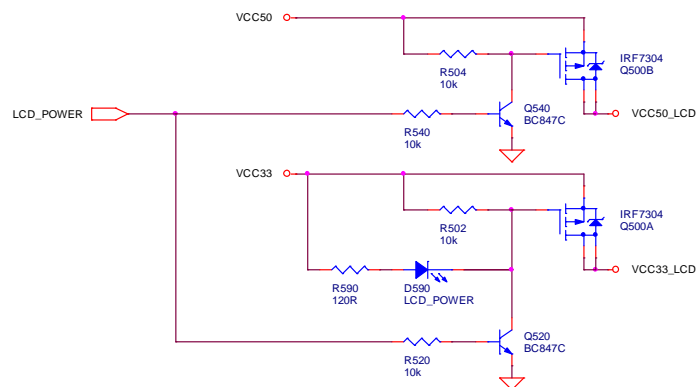 VCC50
R504
10k
IRF7304
Q500B
LCD_POWER
R540
10k
Q540
BC847C
VCC50_LCD
VCC33
R502
10k
IRF7304
Q500A
R590
120R
D590
LCD_POWER
VCC33_LCD
R520
10k
Q520
BC847C